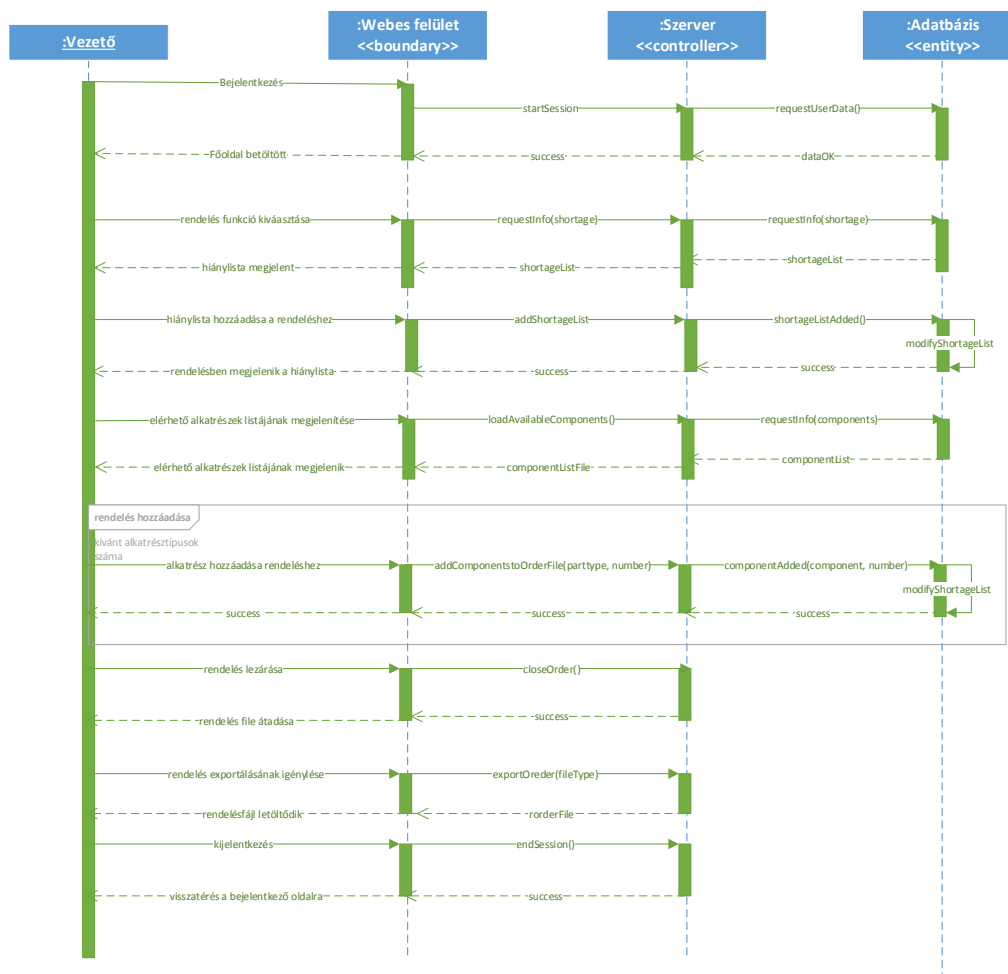 :Vezető
:Webes felület
<<boundary>>
:Szerver
<<controller>>
:Adatbázis
<<entity>>
Bejelentkezés
startSession
requestUserData()
Főoldal betöltött
success
dataOK
rendelés funkció kiváasztása
requestInfo(shortage)
requestInfo(shortage)
shortageList
hiánylista megjelent
shortageList
hiánylista hozzáadása a rendeléshez
addShortageList
shortageListAdded()
modifyShortageList
rendelésben megjelenik a hiánylista
success
success
elérhető alkatrészek listájának megjelenítése
loadAvailableComponents()
requestInfo(components)
componentList
elérhető alkatrészek listájának megjelenik
componentListFile
rendelés hozzáadása
kívánt alkatrésztípusok
száma
alkatrész hozzáadása rendeléshez
addComponentstoOrderFile(parttype, number)
componentAdded(component, number)
modifyShortageList
success
success
success
rendelés lezárása
closeOrder()
rendelés file átadása
success
rendelés exportálásának igénylése
exportOreder(fileType)
rendelésfájl letöltődik
rorderFile
kijelentkezés
endSession()
visszatérés a bejelentkező oldalra
success